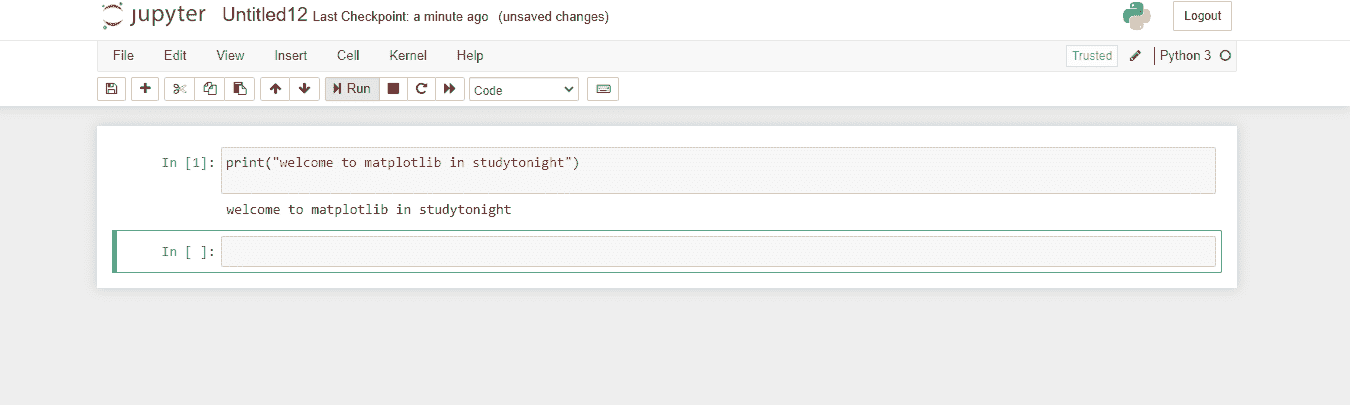 jupyter Untitled12 Last Checkpoint: a minute ago (unsaved changes)
Logout
File Edit View Insert Cell Kernel Help
Trusted Python 3
Run Code
In [1]: print("welcome to matplotlib in studytonight")
welcome to matplotlib in studytonight
In [ ]: